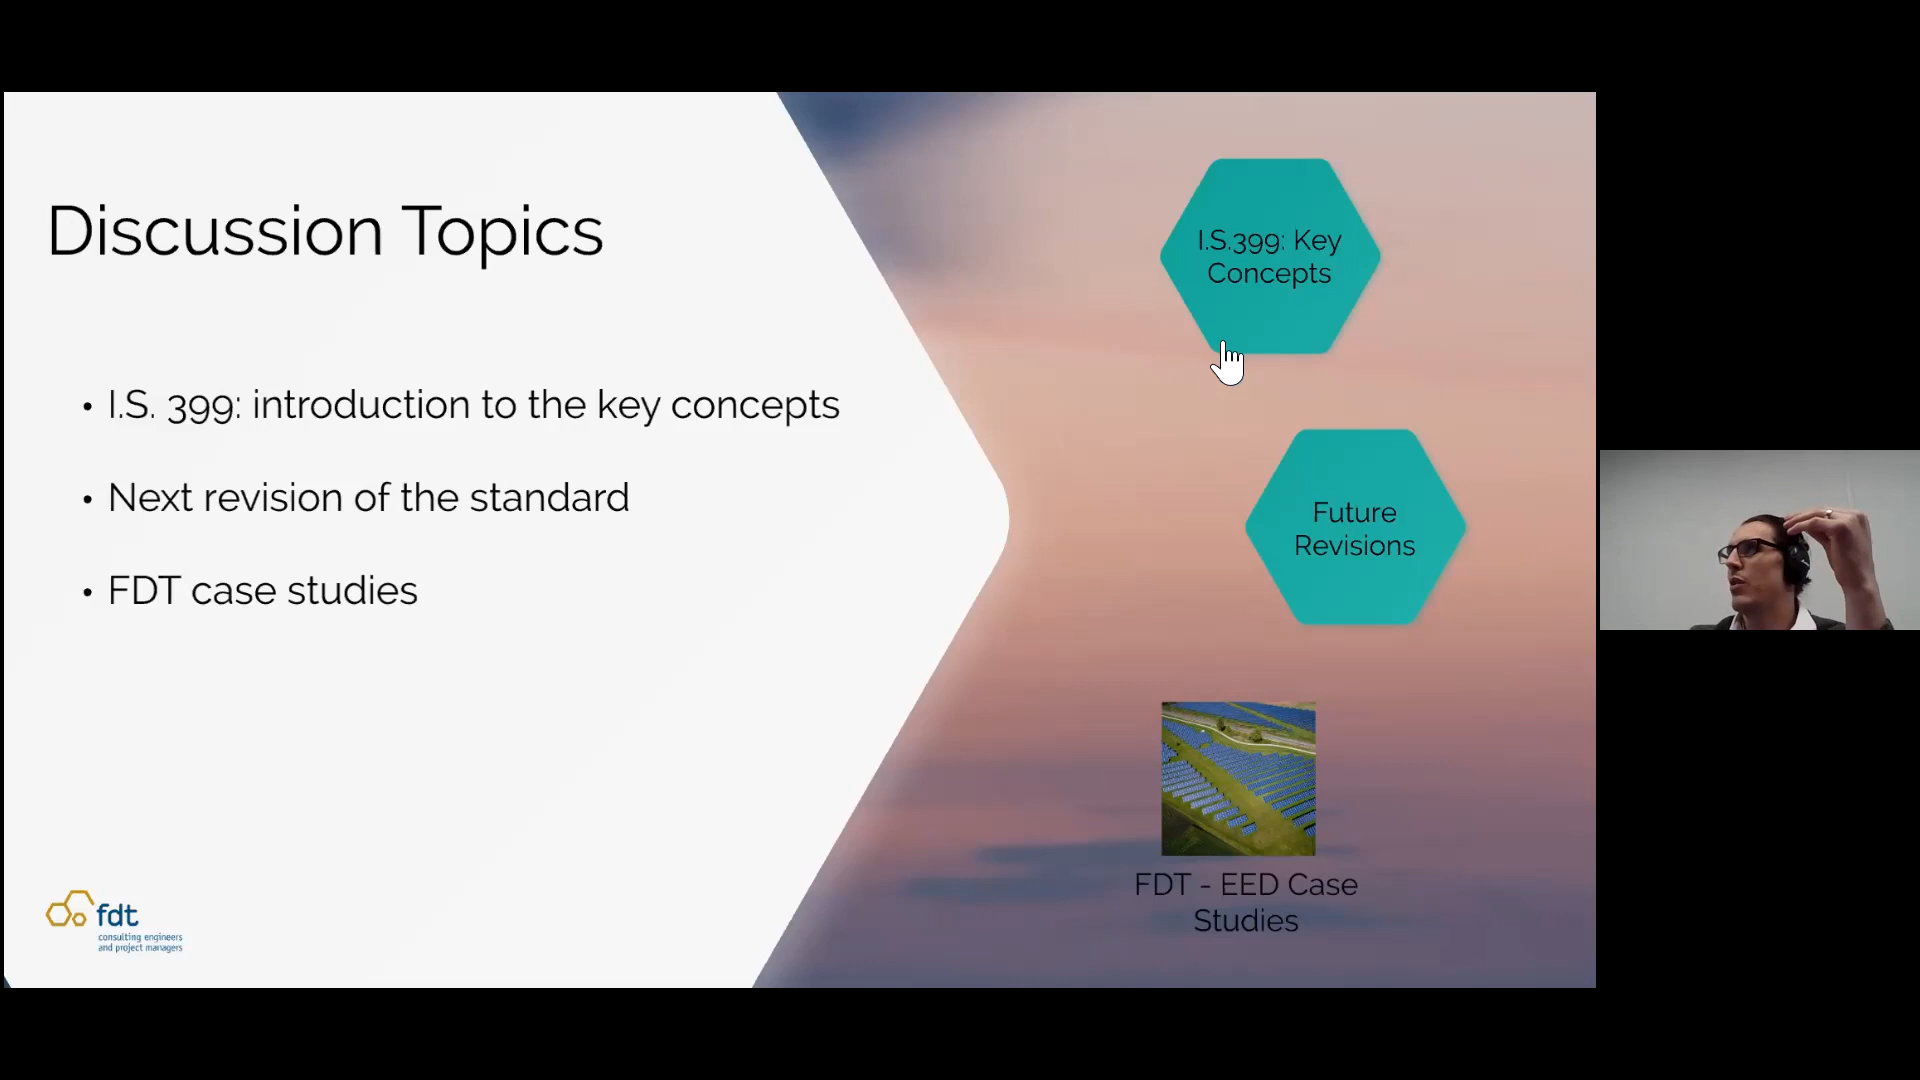 Discussion Topics
• I.S. 399: introduction to the key concepts
• Next revision of the standard
• FDT case studies
I.S.399: Key
Concepts
Future
Revisions
FDT - EED Case
Studies
fdt
consulting engineers
and project managers